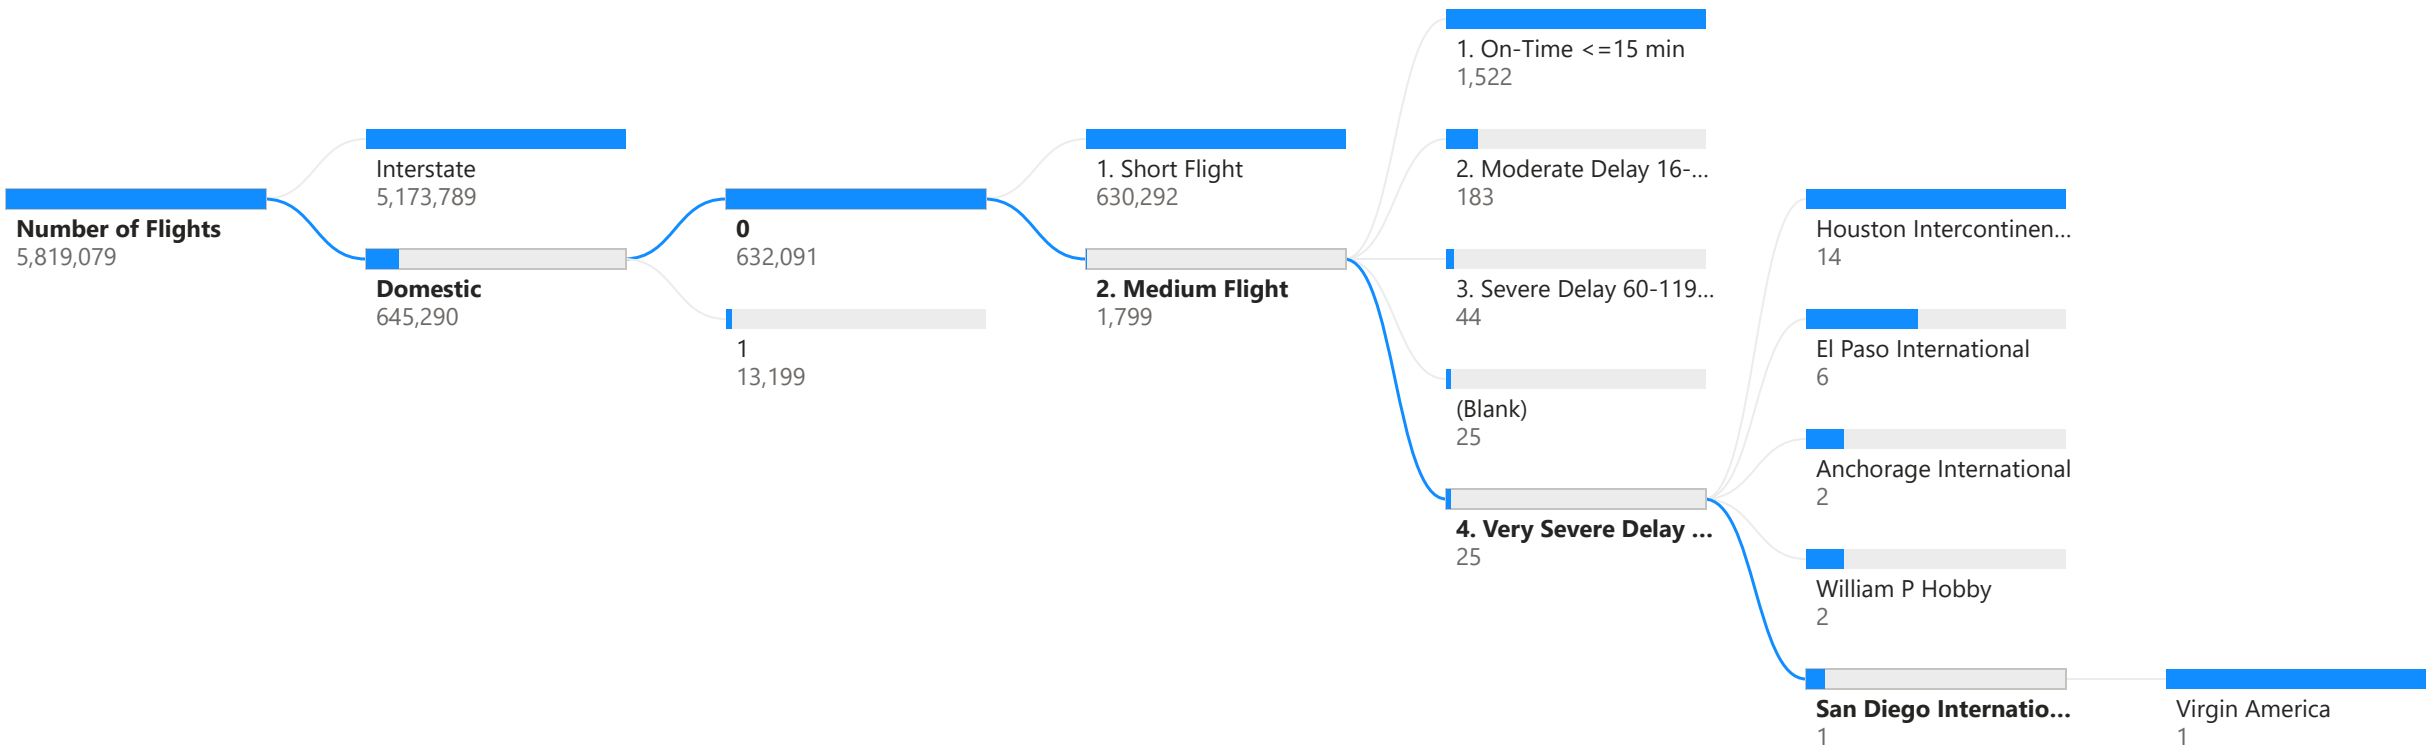 Number of Flights
5,819,079
Interstate
5,173,789
Domestic
645,290
0
632,091
1
13,199
1. Short Flight
630,292
2. Medium Flight
1,799
1. On-Time <=15 min
1,522
2. Moderate Delay 16-...
183
3. Severe Delay 60-119...
44
(Blank)
25
4. Very Severe Delay ...
25
Houston Intercontinen...
14
El Paso International
6
Anchorage International
2
William P Hobby
2
San Diego Internatio...
1
Virgin America
1